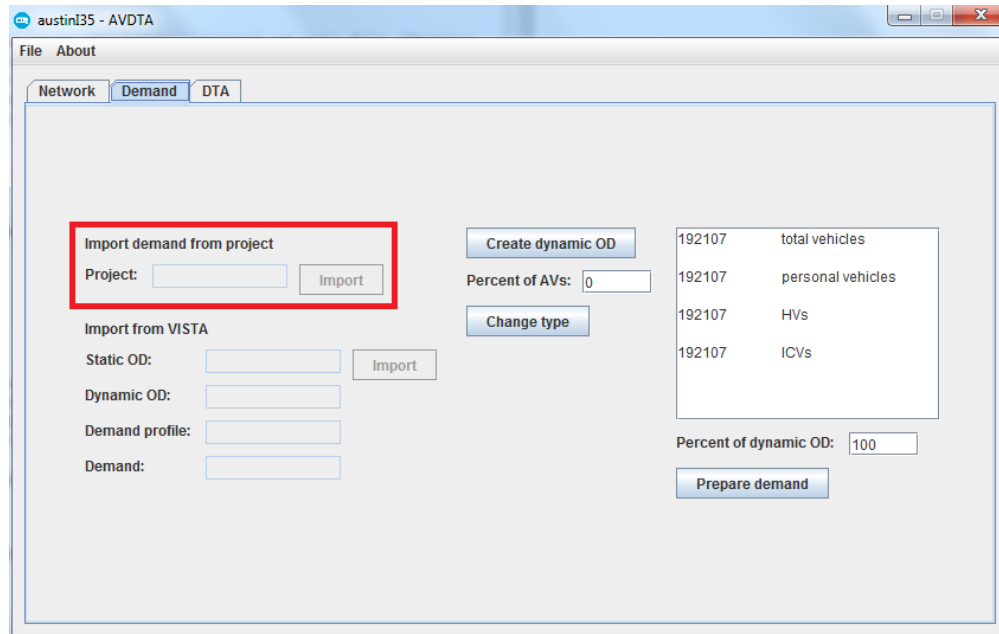 austinI35 - AVDTA
File About
Network Demand DTA
Import demand from project
Project: Import
Import from VISTA
Static OD: Import
Dynamic OD:
Demand profile:
Demand:
Create dynamic OD
Percent of AVs: 0
Change type
192107 total vehicles
192107 personal vehicles
192107 HVs
192107 ICVs
Percent of dynamic OD: 100
Prepare demand